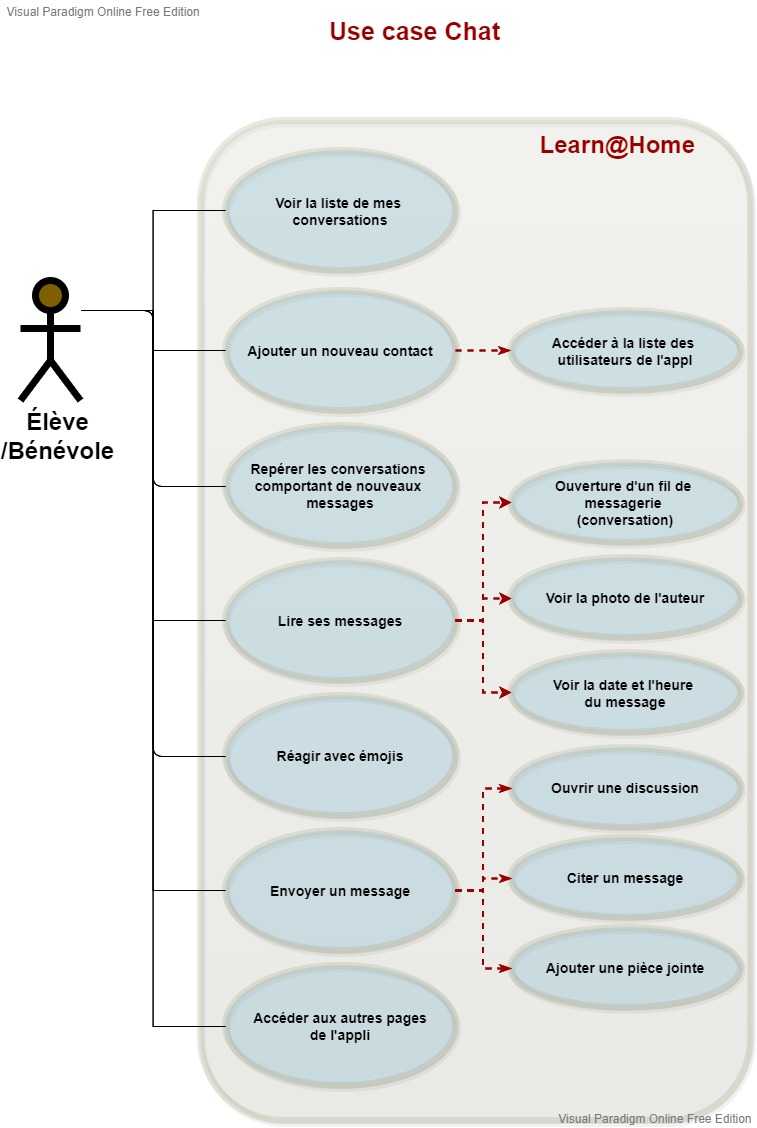 Visual Paradigm Online Free Edition
Use case Chat
Learn@Home
Voir la liste de mes
conversations
Élève
/Bénévole
Ajouter un nouveau contact
Accéder à la liste des
utilisateurs de l'appl
Repérer les conversations
comportant de nouveaux
messages
Ouverture d'un fil de
messagerie
(conversation)
Lire ses messages
Voir la photo de l'auteur
Voir la date et l'heure
du message
Réagir avec émojis
Ouvrir une discussion
Envoyer un message
Citer un message
Ajouter une pièce jointe
Accéder aux autres pages
de l'appli
Visual Paradigm Online Free Edition